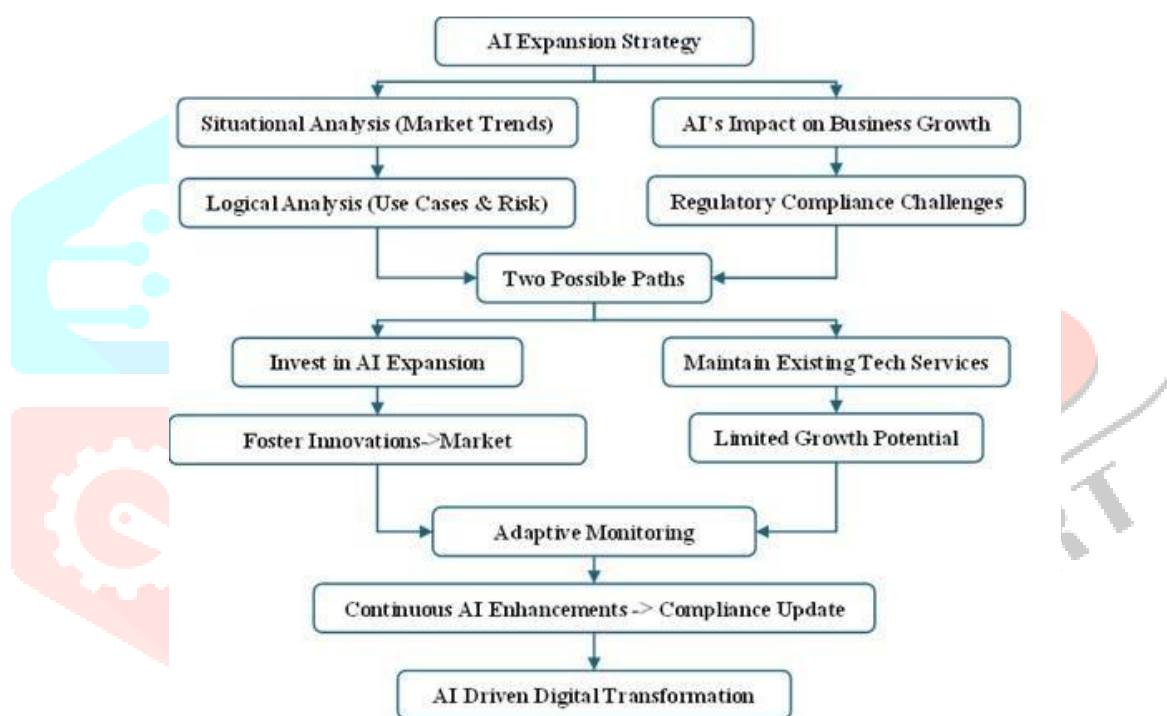 AI Expansion Strategy
Situational Analysis (Market Trends)
AI's Impact on Business Growth
Logical Analysis (Use Cases & Risk)
Regulatory Compliance Challenges
Two Possible Paths
Invest in AI Expansion
Maintain Existing Tech Services
Foster Innovations->Market
Limited Growth Potential
Adaptive Monitoring
Continuous AI Enhancements -> Compliance Update
AI Driven Digital Transformation
RT